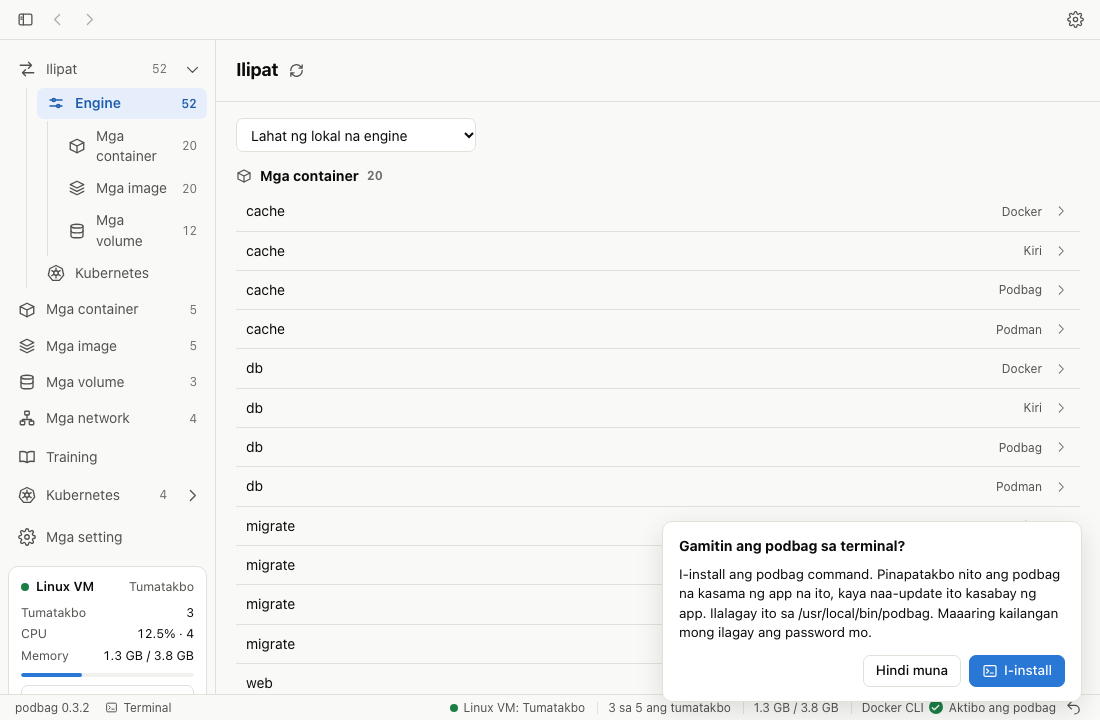 Ilipat 52
Engine 52
Mga container 20
Mga image 20
Mga volume 12
Kubernetes
Mga container 5
Mga image 5
Mga volume 3
Mga network 4
Training
Kubernetes 4
Mga setting
Linux VM Tumatakbo
Tumatakbo 3
CPU 12.5% · 4
Memory 1.3 GB / 3.8 GB
Ilipat
Lahat ng lokal na engine
Mga container 20
cache Docker
cache Kiri
cache Podbag
cache Podman
db Docker
db Kiri
db Podbag
db Podman
migrate
migrate
migrate
migrate
web
Gamitin ang podbag sa terminal?
I-install ang podbag command. Pinapatakbo nito ang podbag
na kasama ng app na ito, kaya naa-update ito kasabay ng
app. Ilalagay ito sa /usr/local/bin/podbag. Maaaring kailangan
mong ilagay ang password mo.
Hindi muna
I-install
podbag 0.3.2
Terminal
Linux VM: Tumatakbo
3 sa 5 ang tumatakbo
1.3 GB / 3.8 GB
Docker CLI
Aktibo ang podbag